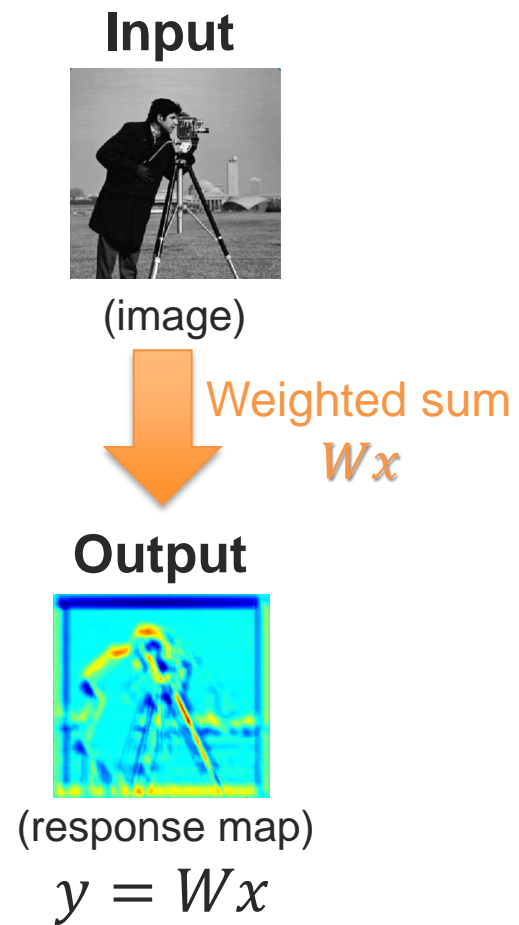 Input
(image)
Weighted sum
Wx
Output
(response map)
y = Wx